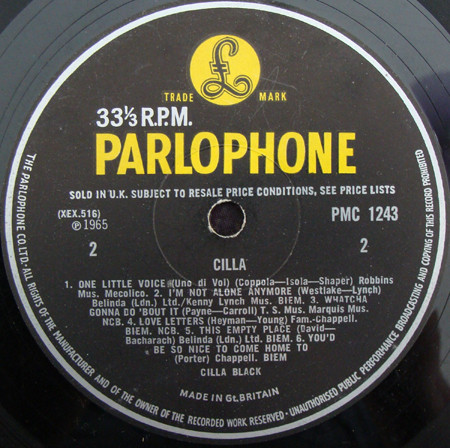 £
TRADE MARK
33⅓ R.P.M.
PARLOPHONE
SOLD IN U.K. SUBJECT TO RESALE PRICE CONDITIONS, SEE PRICE LISTS
(XEX.516) PMC 1243
℗ 1965
2 2
CILLA
1. ONE LITTLE VOICE (Uno di Voi) (Coppola—Isola—Shaper) Robbins
Mus. Mecolico. 2. I'M NOT ALONE ANYMORE (Westlake—Lynch)
Belinda (Ldn.) Ltd./Kenny Lynch Mus. BIEM. 3. WHATCHA
GONNA DO 'BOUT IT (Payne—Carroll) T. S. Mus. Marquis Mus.
NCB. 4. LOVE LETTERS (Heyman—Young) Fam.-Chappell.
BIEM. NCB. 5. THIS EMPTY PLACE (David—
Bacharach) Belinda (Ldn.) Ltd. BIEM. 6. YOU'D
BE SO NICE TO COME HOME TO
(Porter) Chappell. BIEM
CILLA BLACK
MADE IN Gt. BRITAIN
THE PARLOPHONE CO. LTD. · ALL RIGHTS OF THE MANUFACTURER AND OF THE OWNER OF THE RECORDED WORK RESERVED · UNAUTHORISED PUBLIC PERFORMANCE BROADCASTING AND COPYING OF THIS RECORD PROHIBITED